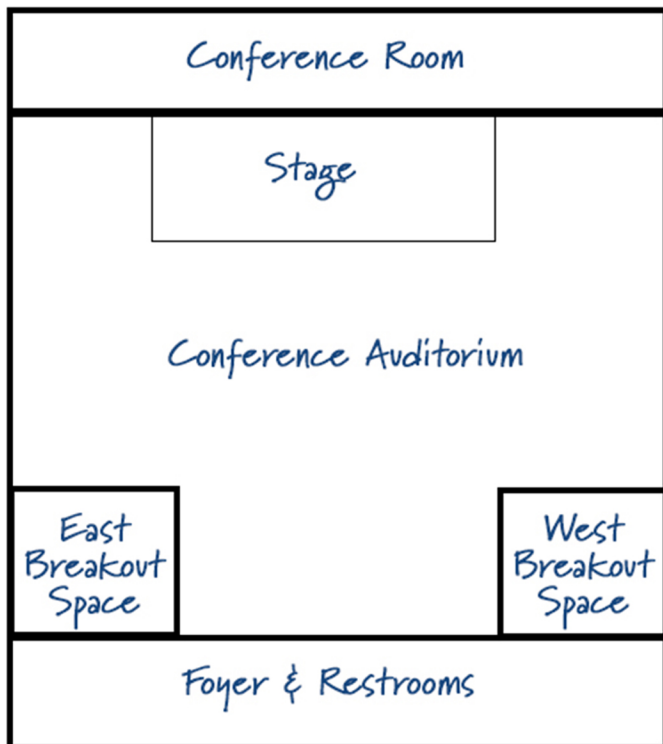 Conference Room
Stage
Conference Auditorium
East
Breakout
Space
West
Breakout
Space
Foyer & Restrooms